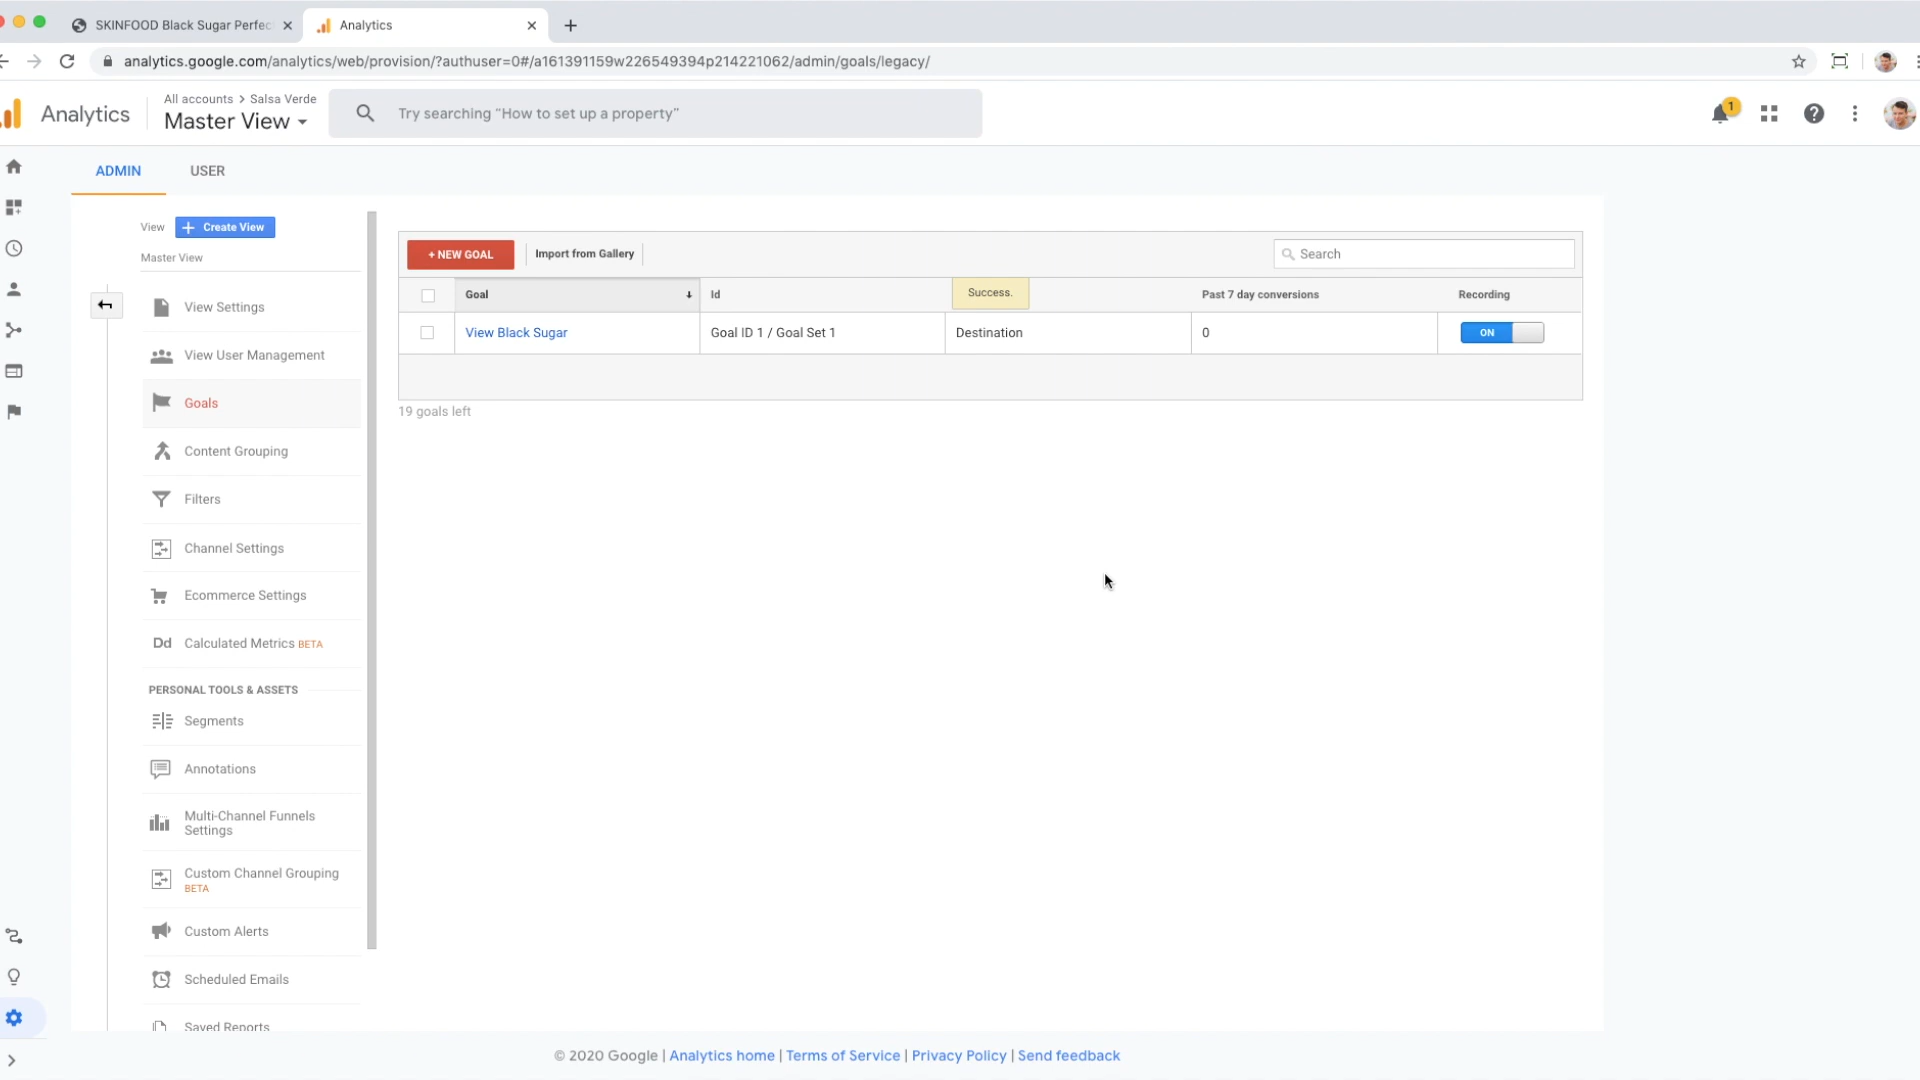 SKINFOOD Black Sugar Perfec
Analytics
analytics.google.com/analytics/web/provision/?authuser=0#/a161391159w226549394p214221062/admin/goals/legacy/
Analytics
All accounts > Salsa Verde
Master View
Try searching “How to set up a property”
1
ADMIN
USER
View
+ Create View
Master View
View Settings
View User Management
Goals
Content Grouping
Filters
Channel Settings
Ecommerce Settings
Dd Calculated Metrics BETA
PERSONAL TOOLS & ASSETS
Segments
Annotations
Multi-Channel Funnels
Settings
Custom Channel Grouping
BETA
Custom Alerts
Scheduled Emails
Saved Reports
+ NEW GOAL
Import from Gallery
Search
Goal
Id
Success.
Past 7 day conversions
Recording
View Black Sugar
Goal ID 1 / Goal Set 1
Destination
0
ON
19 goals left
© 2020 Google | Analytics home | Terms of Service | Privacy Policy | Send feedback